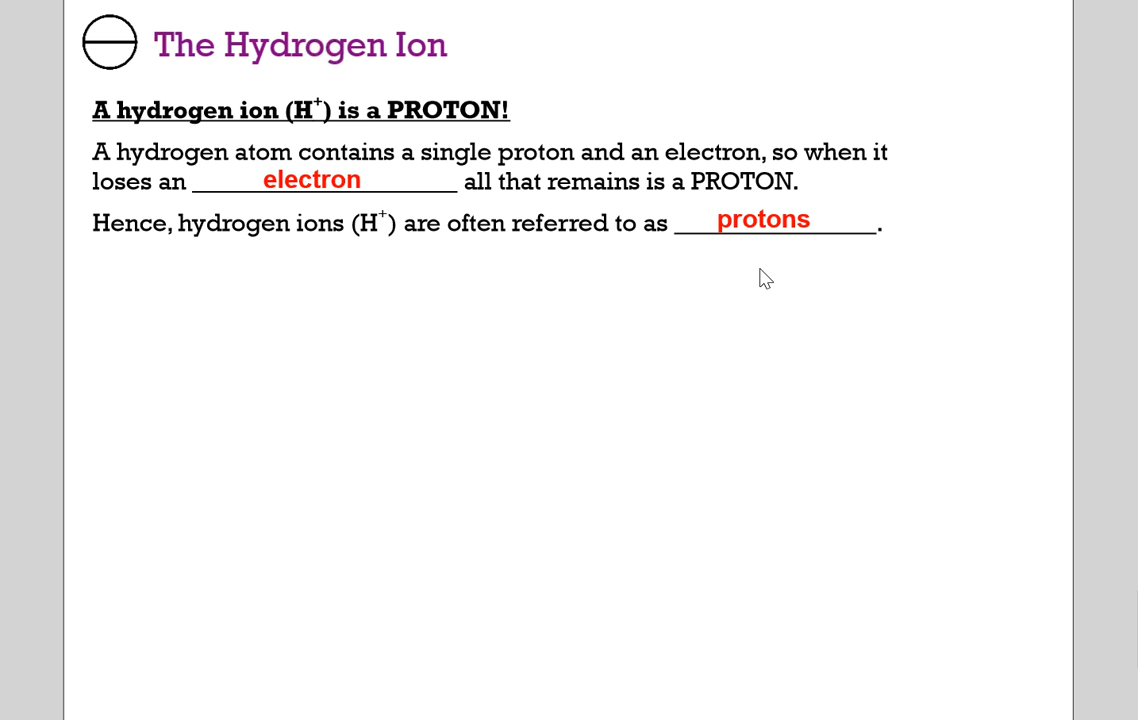 The Hydrogen Ion
A hydrogen ion (H⁺) is a PROTON!
A hydrogen atom contains a single proton and an electron, so when it
loses an electron all that remains is a PROTON.
Hence, hydrogen ions (H⁺) are often referred to as protons.